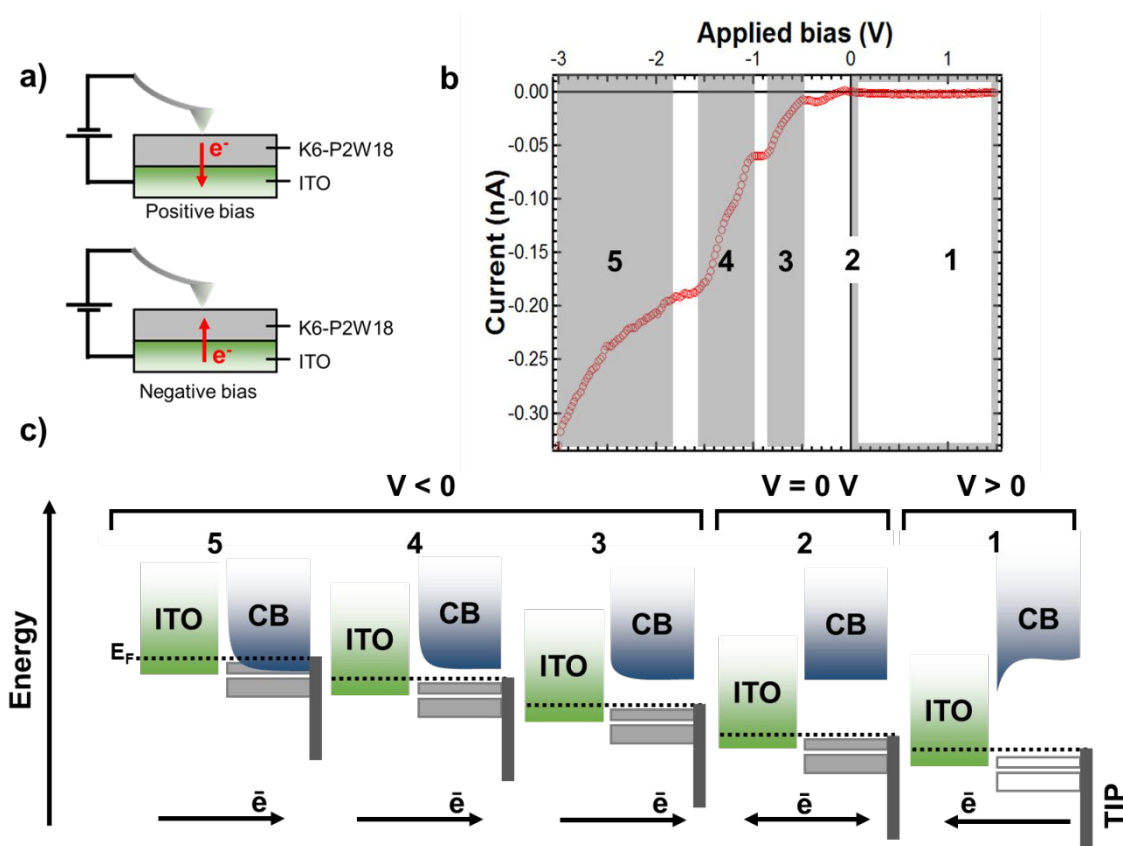 a)
e-
K6-P2W18
ITO
Positive bias
e-
K6-P2W18
ITO
Negative bias
b
Applied bias (V)
-3 -2 -1 0 1
Current (nA)
0.00
-0.05
-0.10
-0.15
-0.20
-0.25
-0.30
5 4 3 2 1
c)
Energy
V < 0 V = 0 V V > 0
5 4 3 2 1
ITO CB ITO CB ITO CB ITO CB ITO CB
EF
ē ē ē ē ē
TIP